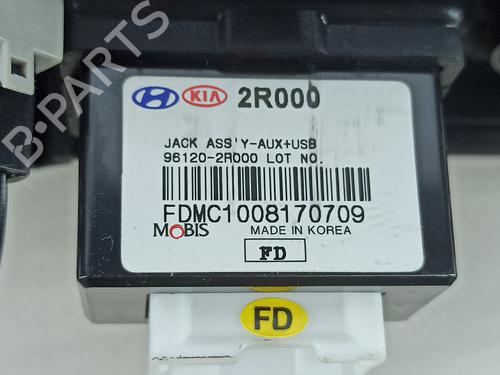 KIA 2R000
JACK ASS'Y-AUX+USB
96120-2R000 LOT NO.
FDMC1008170709
MOBIS MADE IN KOREA
FD
FD
B-PARTS